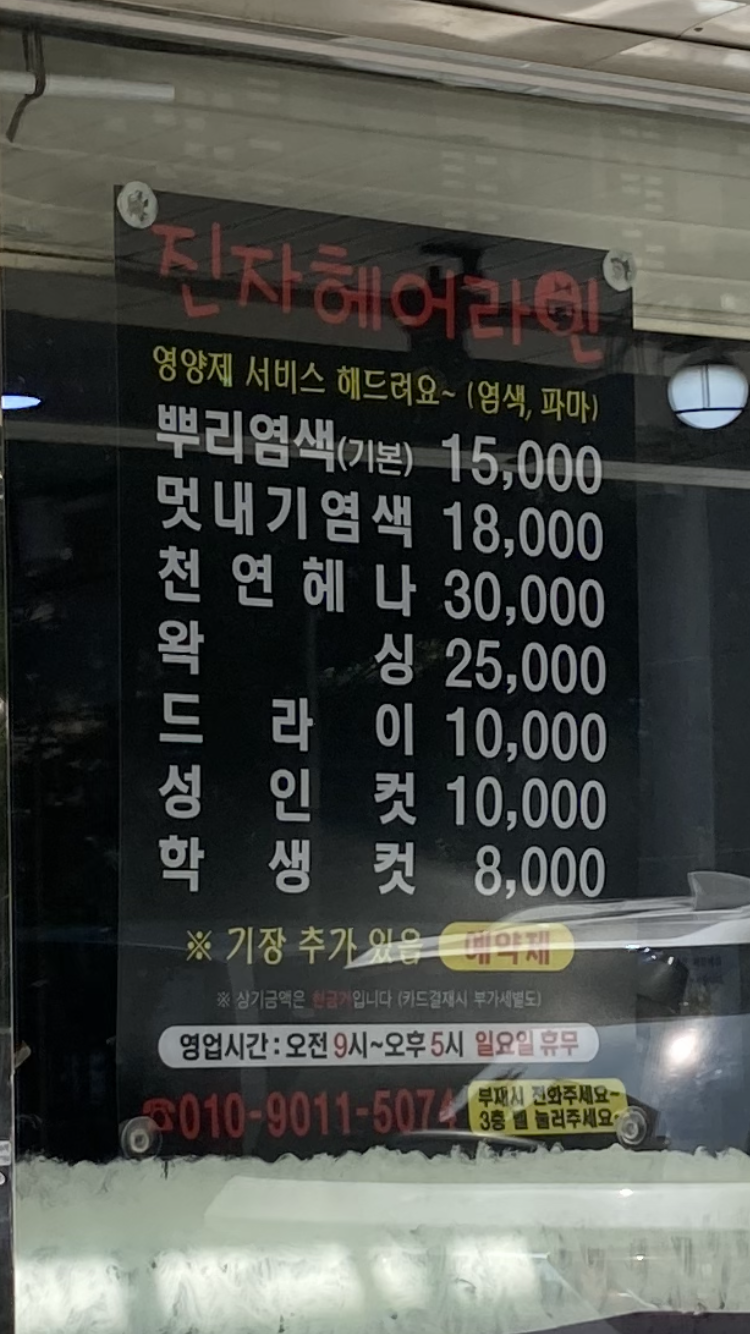 진자헤어라인
영양제 서비스 해드려요~ (염색, 파마)
뿌리염색(기본) 15,000
멋내기염색 18,000
천연헤나 30,000
왁싱 25,000
드라이 10,000
성인컷 10,000
학생컷 8,000
※ 기장 추가 있음 예약제
※ 상기금액은 현금가입니다 (카드결재시 부가세별도)
영업시간 : 오전 9시~오후 5시 일요일 휴무
☎010-9011-5074
부재시 전화주세요~
3층 벨 눌러주세요~